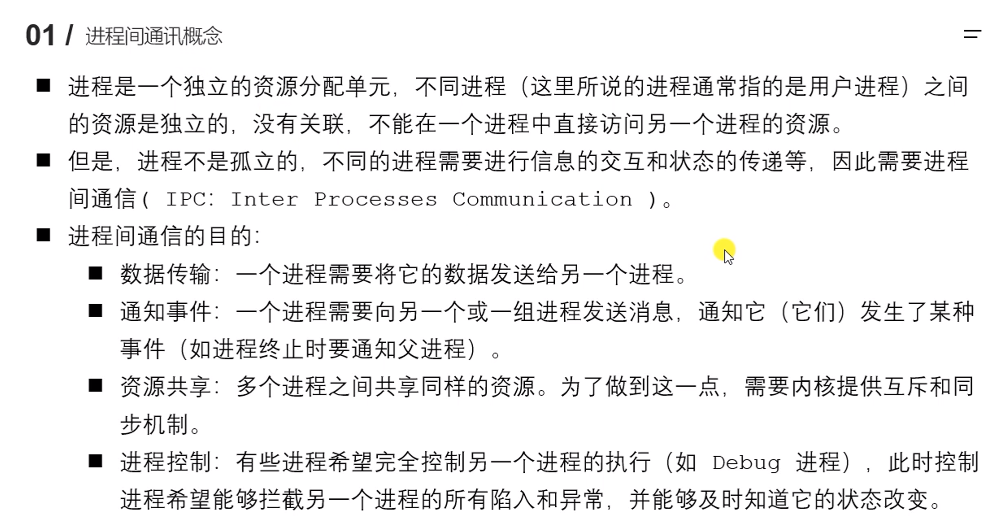 01 / 进程间通讯概念
■ 进程是一个独立的资源分配单元，不同进程（这里所说的进程通常指的是用户进程）之间
的资源是独立的，没有关联，不能在一个进程中直接访问另一个进程的资源。
■ 但是，进程不是孤立的，不同的进程需要进行信息的交互和状态的传递等，因此需要进程
间通信( IPC: Inter Processes Communication )。
■ 进程间通信的目的：
■ 数据传输：一个进程需要将它的数据发送给另一个进程。
■ 通知事件：一个进程需要向另一个或一组进程发送消息，通知它（它们）发生了某种
事件（如进程终止时要通知父进程）。
■ 资源共享：多个进程之间共享同样的资源。为了做到这一点，需要内核提供互斥和同
步机制。
■ 进程控制：有些进程希望完全控制另一个进程的执行（如 Debug 进程），此时控制
进程希望能够拦截另一个进程的所有陷入和异常，并能够及时知道它的状态改变。